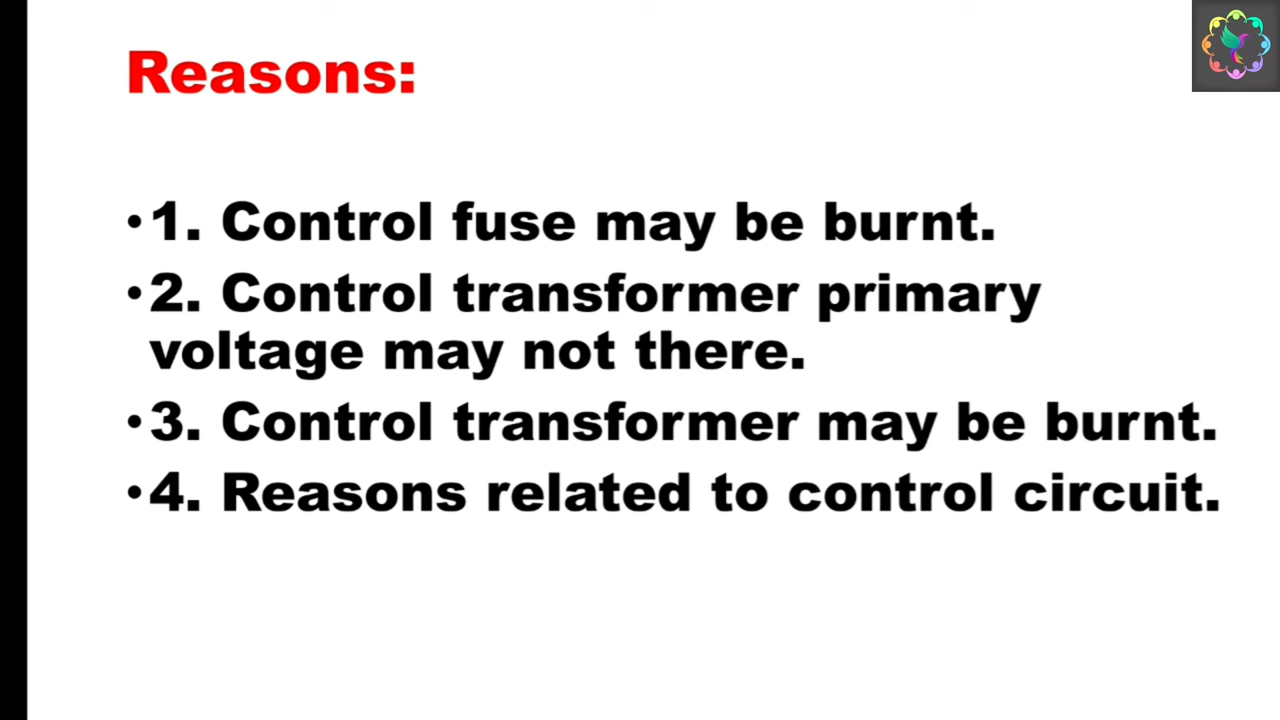 Reasons:
•1. Control fuse may be burnt.
•2. Control transformer primary
voltage may not there.
•3. Control transformer may be burnt.
•4. Reasons related to control circuit.